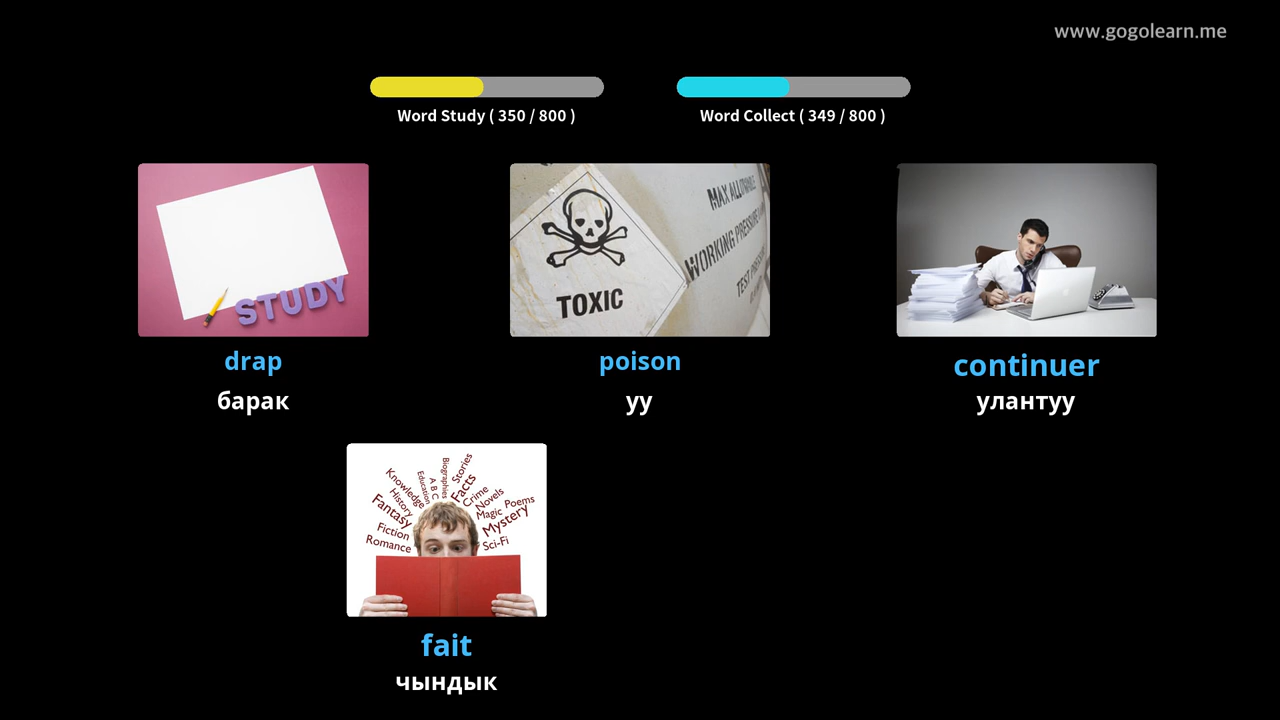 www.gogolearn.me
Word Study ( 350 / 800 )
Word Collect ( 349 / 800 )
STUDY
TOXIC
MAX ALLOWABLE
WORKING PRESSURE
drap
poison
continuer
барак
уу
улантуу
Knowledge
History
Education
A B C
Biographies
Stories
Facts
Crime
Novels
Magic
Poems
Fantasy
Mystery
Fiction
Romance
Sci-Fi
fait
чындык